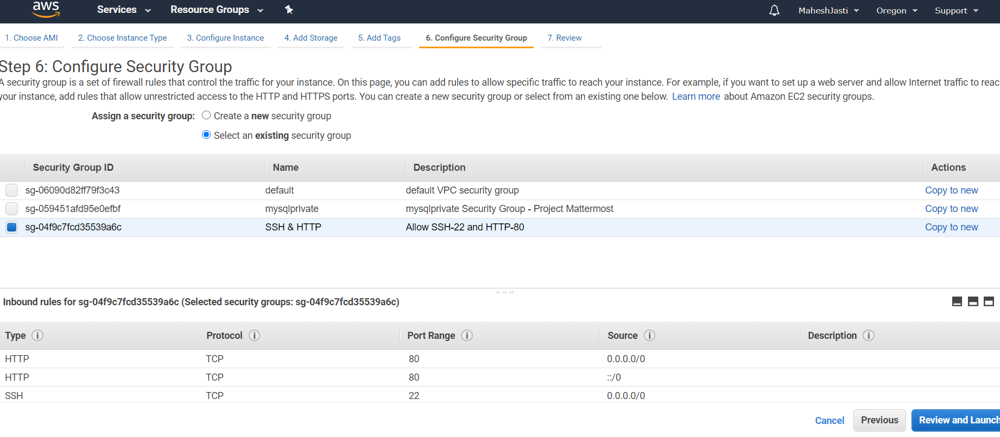 aws Services Resource Groups MaheshJasti Oregon Support
1. Choose AMI 2. Choose Instance Type 3. Configure Instance 4. Add Storage 5. Add Tags 6. Configure Security Group 7. Review
Step 6: Configure Security Group
A security group is a set of firewall rules that control the traffic for your instance. On this page, you can add rules to allow specific traffic to reach your instance. For example, if you want to set up a web server and allow Internet traffic to reac
your instance, add rules that allow unrestricted access to the HTTP and HTTPS ports. You can create a new security group or select from an existing one below. Learn more about Amazon EC2 security groups.
Assign a security group: Create a new security group
Select an existing security group
Security Group ID Name Description Actions
sg-06090d82ff79f3c43 default default VPC security group Copy to new
sg-059451afd95e0efbf mysqlprivate mysqlprivate Security Group - Project Mattermost Copy to new
sg-04f9c7fcd35539a6c SSH & HTTP Allow SSH-22 and HTTP-80 Copy to new
Inbound rules for sg-04f9c7fcd35539a6c (Selected security groups: sg-04f9c7fcd35539a6c)
Type i Protocol i Port Range i Source i Description i
HTTP TCP 80 0.0.0.0/0
HTTP TCP 80 ::/0
SSH TCP 22 0.0.0.0/0
Cancel Previous Review and Launch